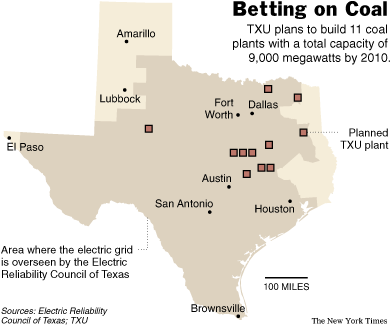 Betting on Coal
TXU plans to build 11 coal
plants with a total capacity of
9,000 megawatts by 2010.
Amarillo
Lubbock
Fort
Worth
Dallas
Planned
TXU plant
El Paso
Austin
San Antonio
Houston
Area where the electric grid
is overseen by the Electric
Reliability Council of Texas
100 MILES
Brownsville
Sources: Electric Reliability
Council of Texas; TXU
The New York Times